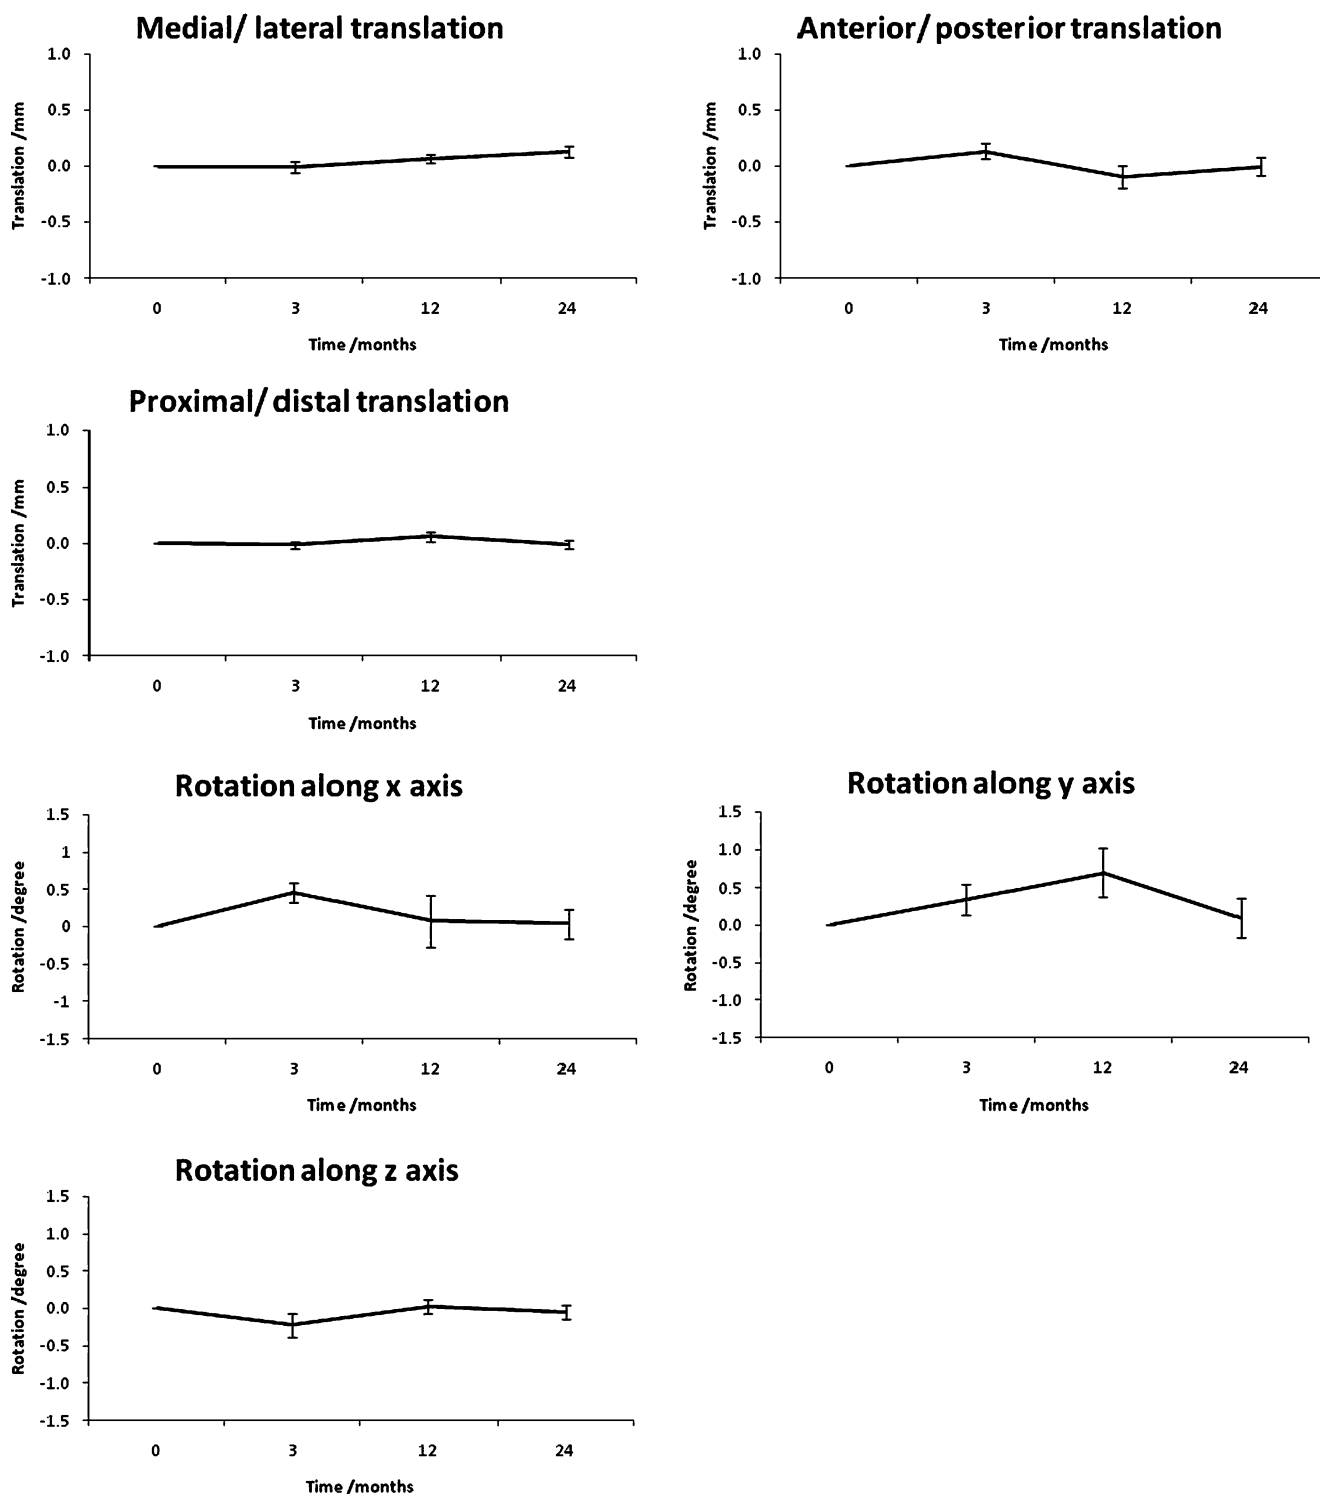 Medial/ lateral translation
1.0
0.5
0.0
-0.5
-1.0
Translation /mm
0 3 12 24
Time /months
Anterior/ posterior translation
1.0
0.5
0.0
-0.5
-1.0
Translation /mm
0 3 12 24
Time /months
Proximal/ distal translation
1.0
0.5
0.0
-0.5
-1.0
Translation /mm
0 3 12 24
Time /months
Rotation along x axis
1.5
1
0.5
0
-0.5
-1
-1.5
Rotation /degree
0 3 12 24
Time /months
Rotation along y axis
1.5
1.0
0.5
0.0
-0.5
-1.0
-1.5
Rotation /degree
0 3 12 24
Time /months
Rotation along z axis
1.5
1.0
0.5
0.0
-0.5
-1.0
-1.5
Rotation /degree
0 3 12 24
Time /months